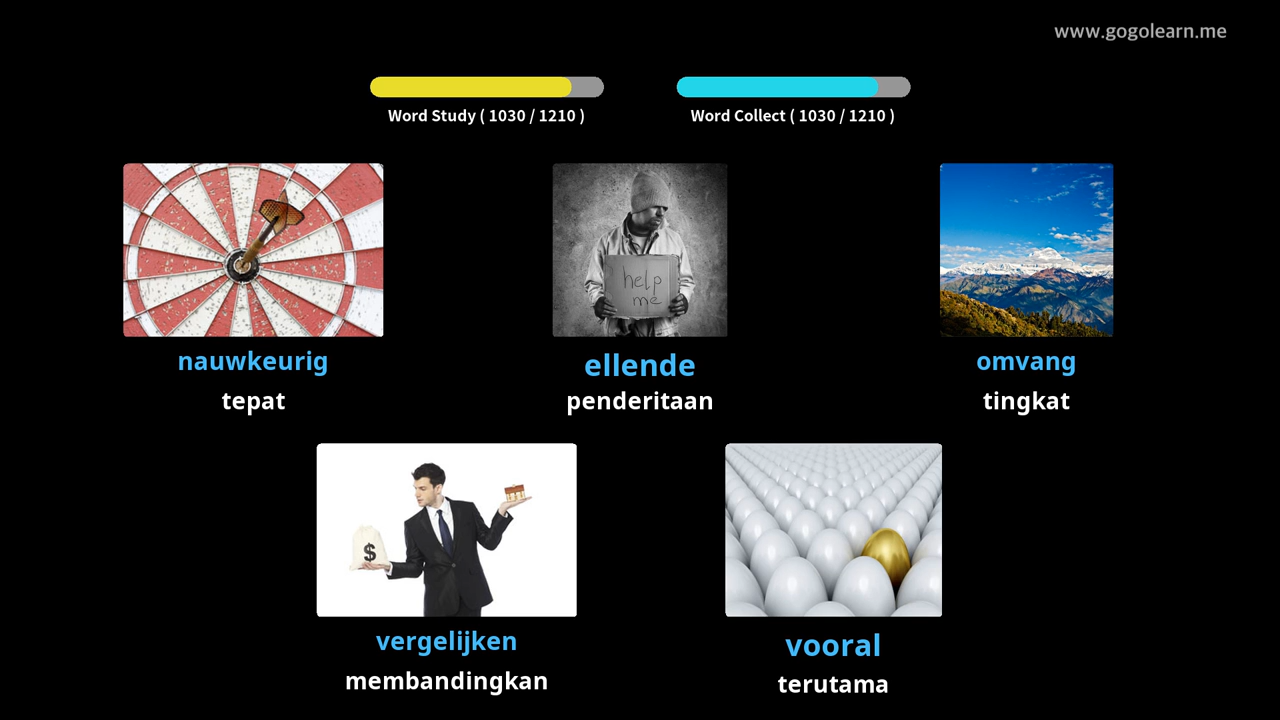 www.gogolearn.me
Word Study ( 1030 / 1210 )
Word Collect ( 1030 / 1210 )
help
me
nauwkeurig
ellende
omvang
tepat
penderitaan
tingkat
$
vergelijken
vooral
membandingkan
terutama